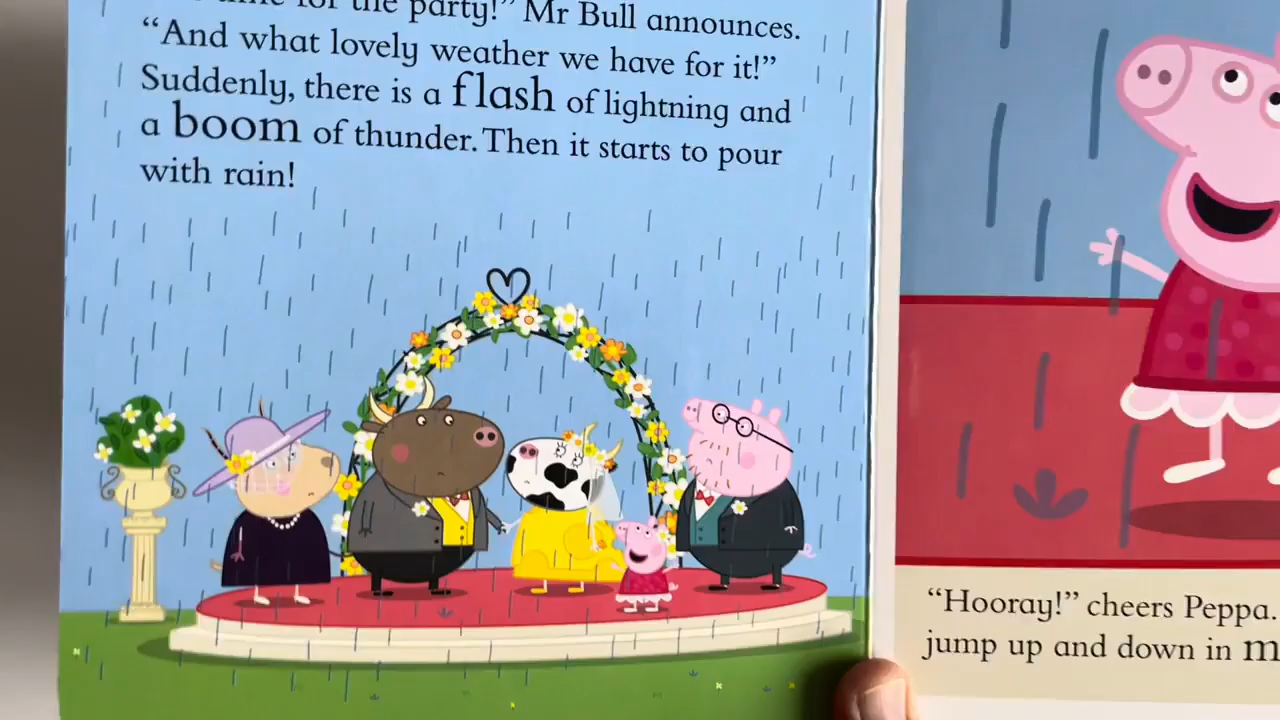 for the party!” Mr Bull announces.
“And what lovely weather we have for it!”
Suddenly, there is a flash of lightning and
a boom of thunder. Then it starts to pour
with rain!
“Hooray!” cheers Peppa.
jump up and down in